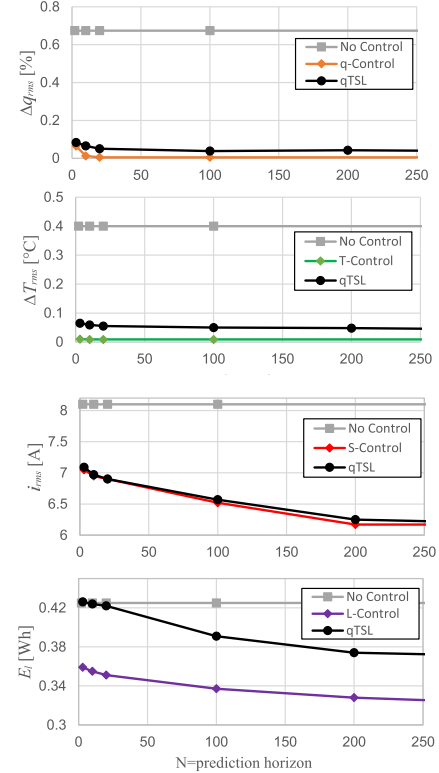 0.8
0.6
0.4
0.2
0
Δq_rms [%]
No Control
q-Control
qTSL
0 50 100 150 200 250
0.5
0.4
0.3
0.2
0.1
0
ΔT_rms [°C]
No Control
T-Control
qTSL
0 50 100 150 200 250
8
7.5
7
6.5
6
i_rms [A]
No Control
S-Control
qTSL
0 50 100 150 200 250
0.42
0.38
0.34
0.3
E_l [Wh]
No Control
L-Control
qTSL
0 50 100 150 200 250
N=prediction horizon